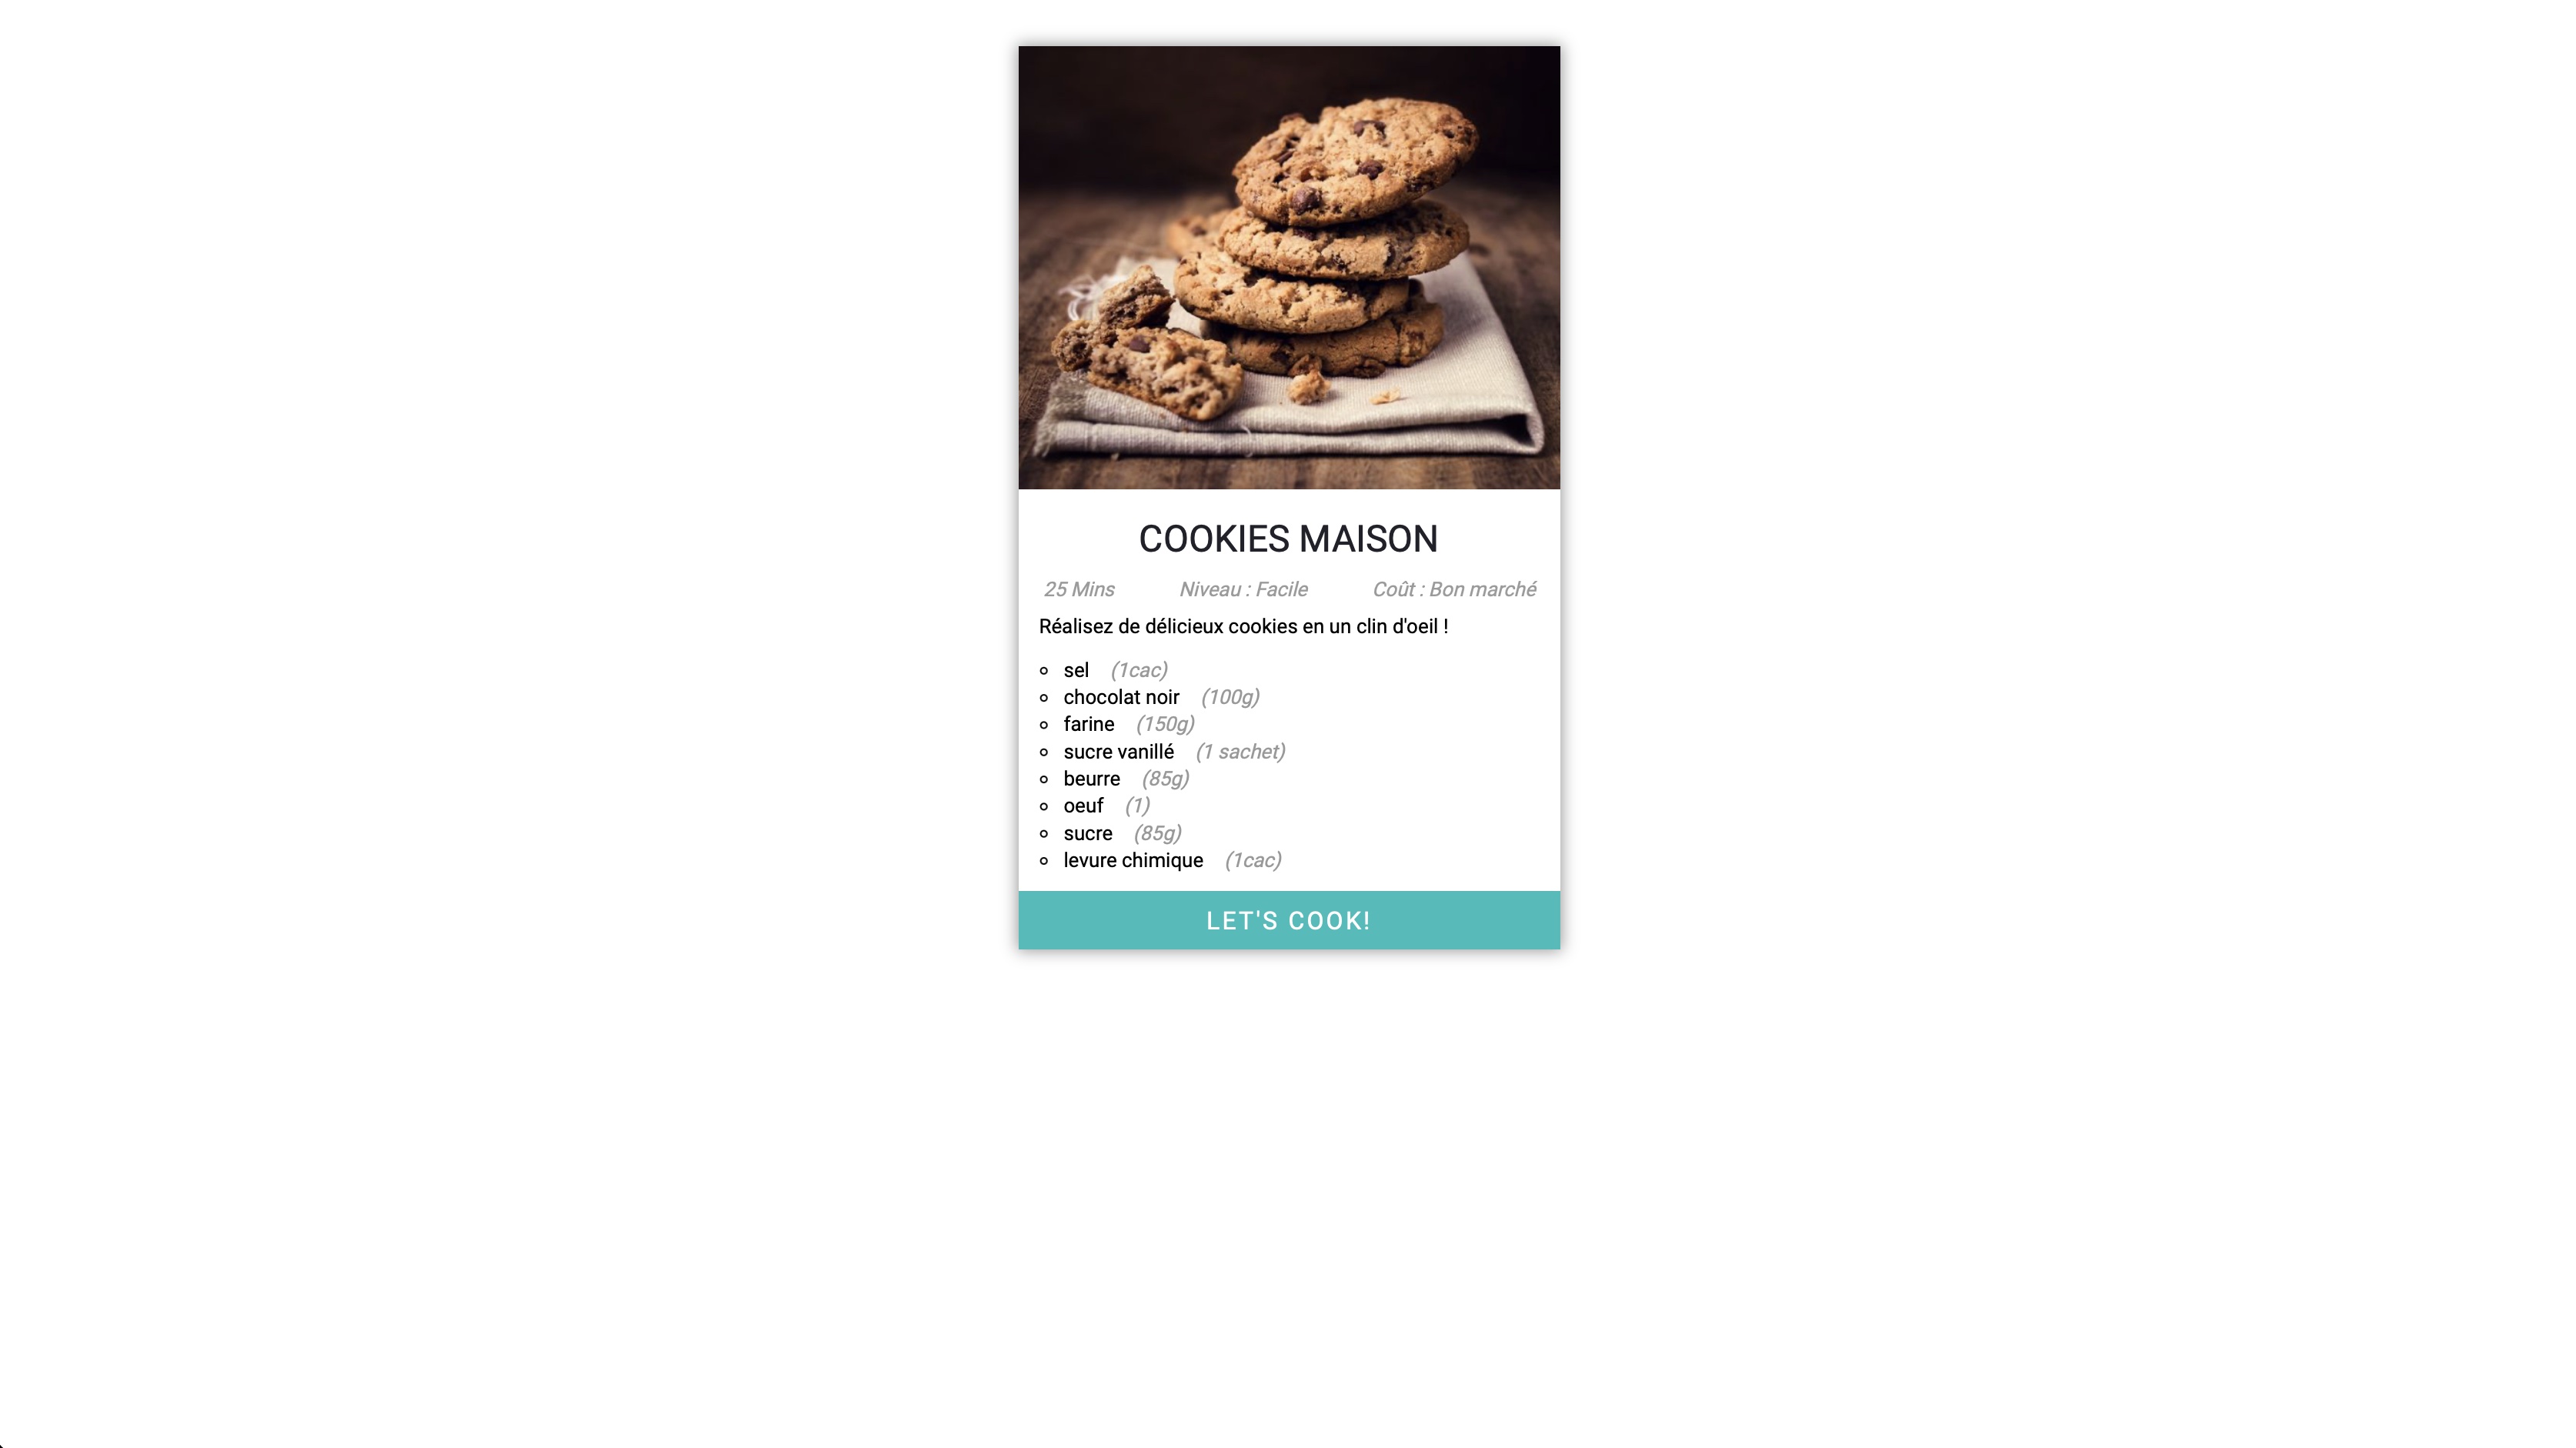 COOKIES MAISON
25 Mins Niveau : Facile Coût : Bon marché
Réalisez de délicieux cookies en un clin d'oeil !
sel (1cac)
chocolat noir (100g)
farine (150g)
sucre vanillé (1 sachet)
beurre (85g)
oeuf (1)
sucre (85g)
levure chimique (1cac)
LET'S COOK!